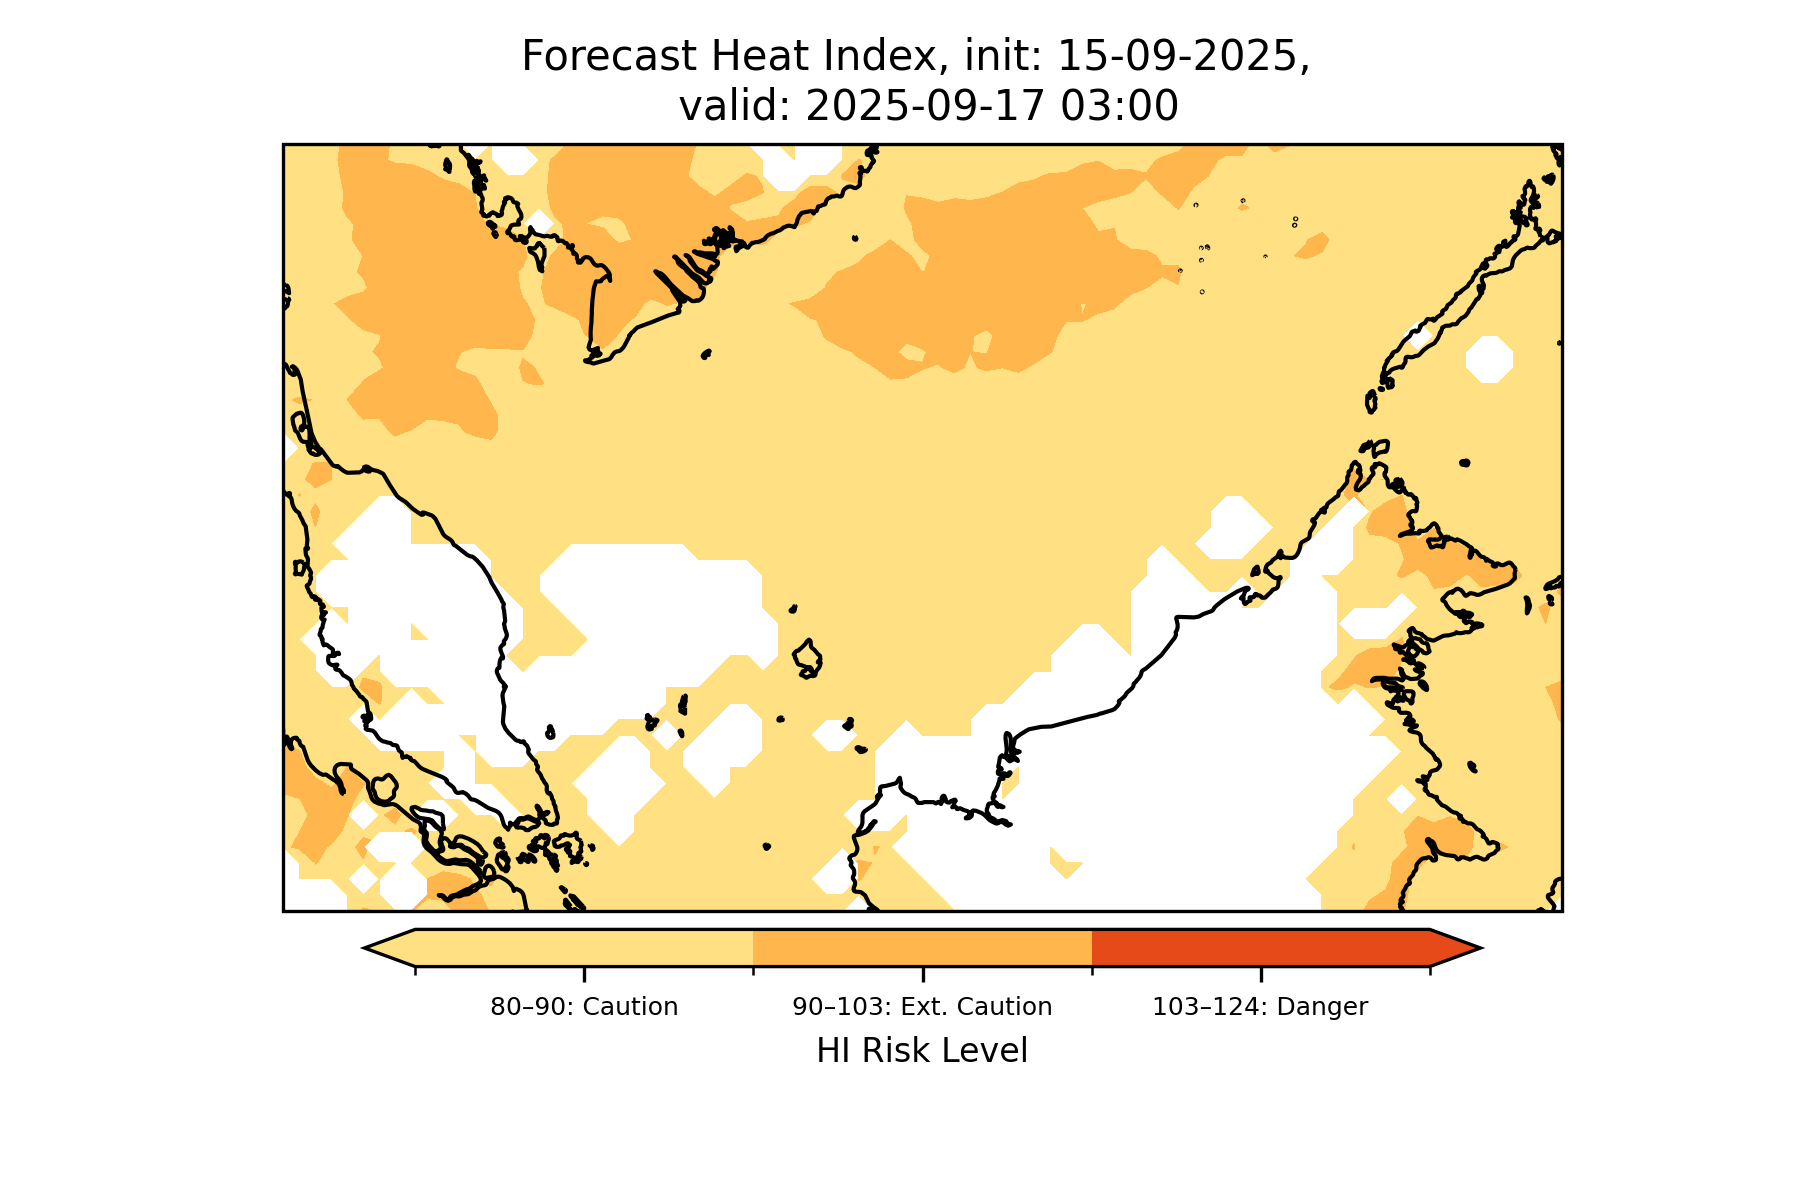 Forecast Heat Index, init: 15-09-2025,
valid: 2025-09-17 03:00
80–90: Caution
90–103: Ext. Caution
103–124: Danger
HI Risk Level